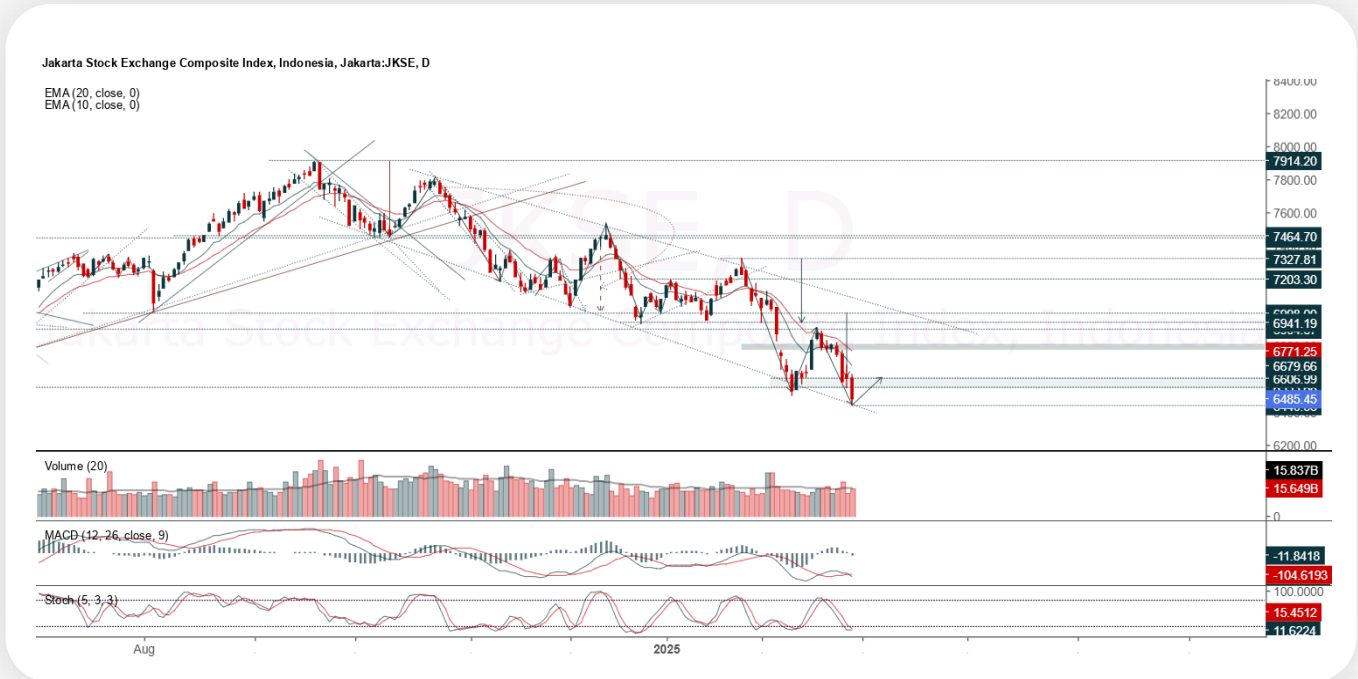 Jakarta Stock Exchange Composite Index, Indonesia, Jakarta:JKSE, D
EMA (20, close, 0)
EMA (10, close, 0)
JKSE, D
Jakarta Stock Exchange Composite Index, Indonesia
8400.00
8200.00
8000.00
7914.20
7800.00
7600.00
7464.70
7327.81
7203.30
6941.19
6771.25
6679.66
6606.99
6485.45
6200.00
Volume (20)
15.837B
15.649B
0
MACD (12, 26, close, 9)
-11.8418
-104.6193
100.0000
Stoch (5, 3, 3)
15.4512
11.6224
Aug
2025